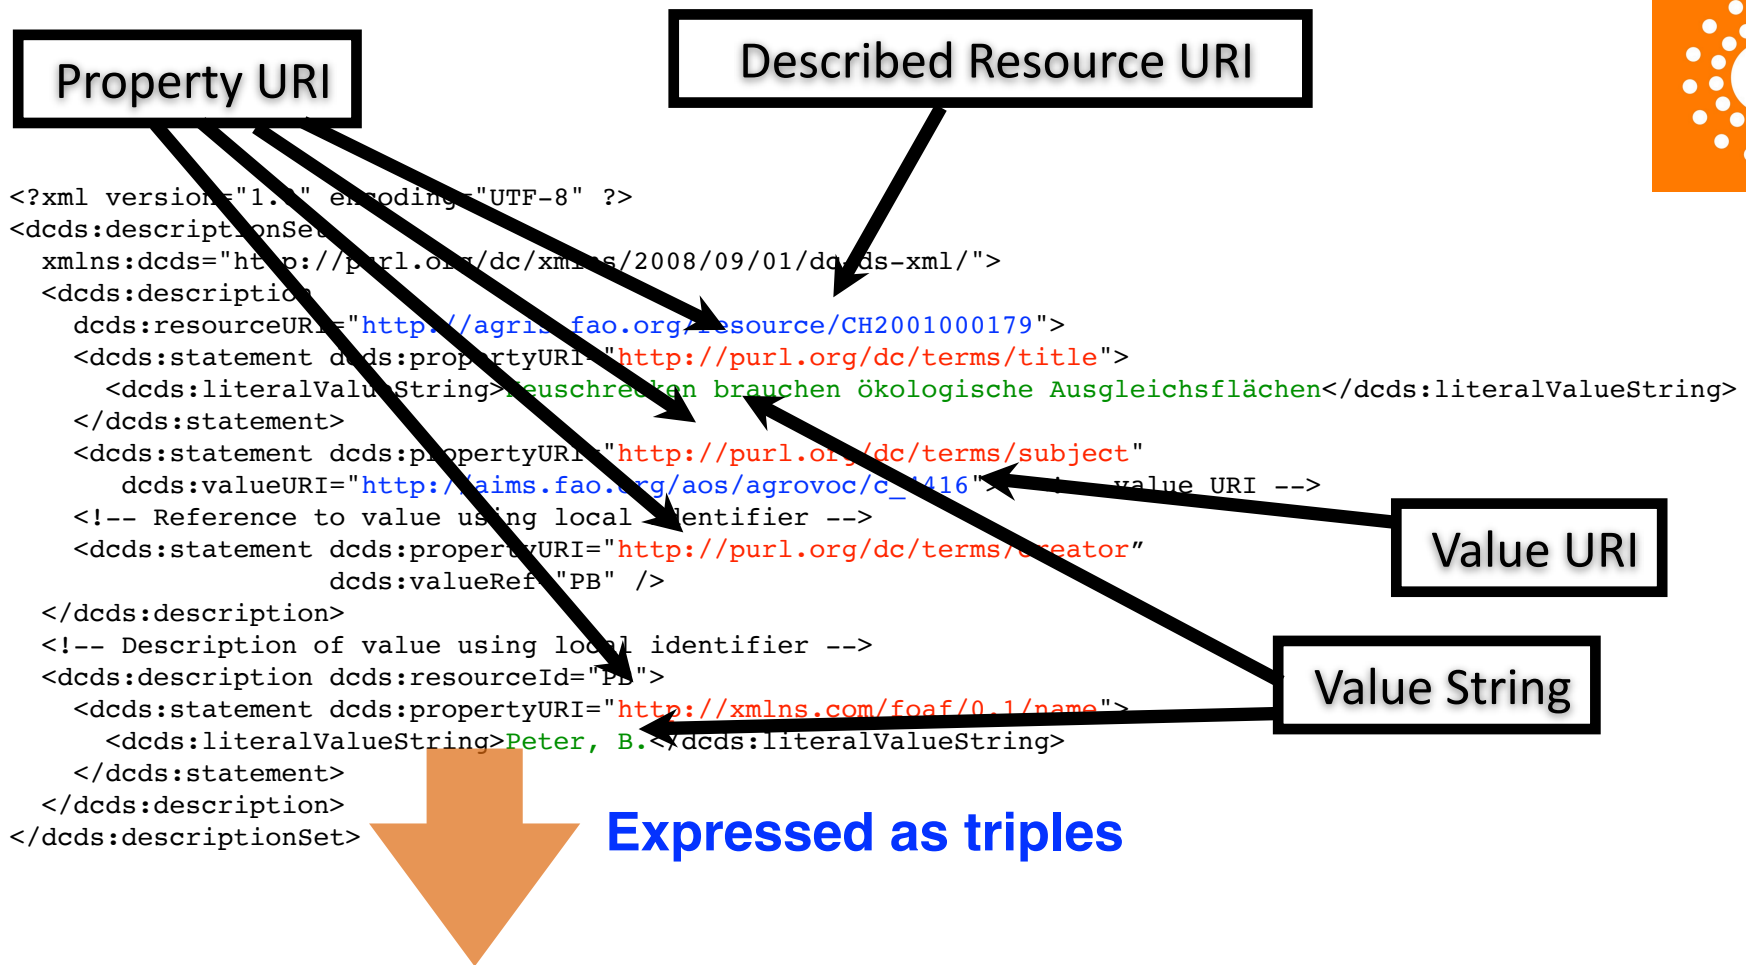 Property URI
Described Resource URI
<?xml version="1.0" encoding="UTF-8" ?>
<dcds:descriptionSet
xmlns:dcds="http://purl.org/dc/xmlns/2008/09/01/dc-ds-xml/">
<dcds:description
dcds:resourceURI="http://agris.fao.org/resource/CH2001000179">
<dcds:statement dcds:propertyURI="http://purl.org/dc/terms/title">
<dcds:literalValueString>Heuschrecken brauchen ökologische Ausgleichsflächen</dcds:literalValueString>
</dcds:statement>
<dcds:statement dcds:propertyURI="http://purl.org/dc/terms/subject"
dcds:valueURI="http://aims.fao.org/aos/agrovoc/c_4416"> value URI -->
<!-- Reference to value using local identifier -->
<dcds:statement dcds:propertyURI="http://purl.org/dc/terms/creator”
dcds:valueRef="PB" />
Value URI
</dcds:description>
<!-- Description of value using local identifier -->
<dcds:description dcds:resourceId="PB">
Value String
<dcds:statement dcds:propertyURI="http://xmlns.com/foaf/0.1/name">
<dcds:literalValueString>Peter, B.</dcds:literalValueString>
</dcds:statement>
</dcds:description>
</dcds:descriptionSet>
Expressed as triples